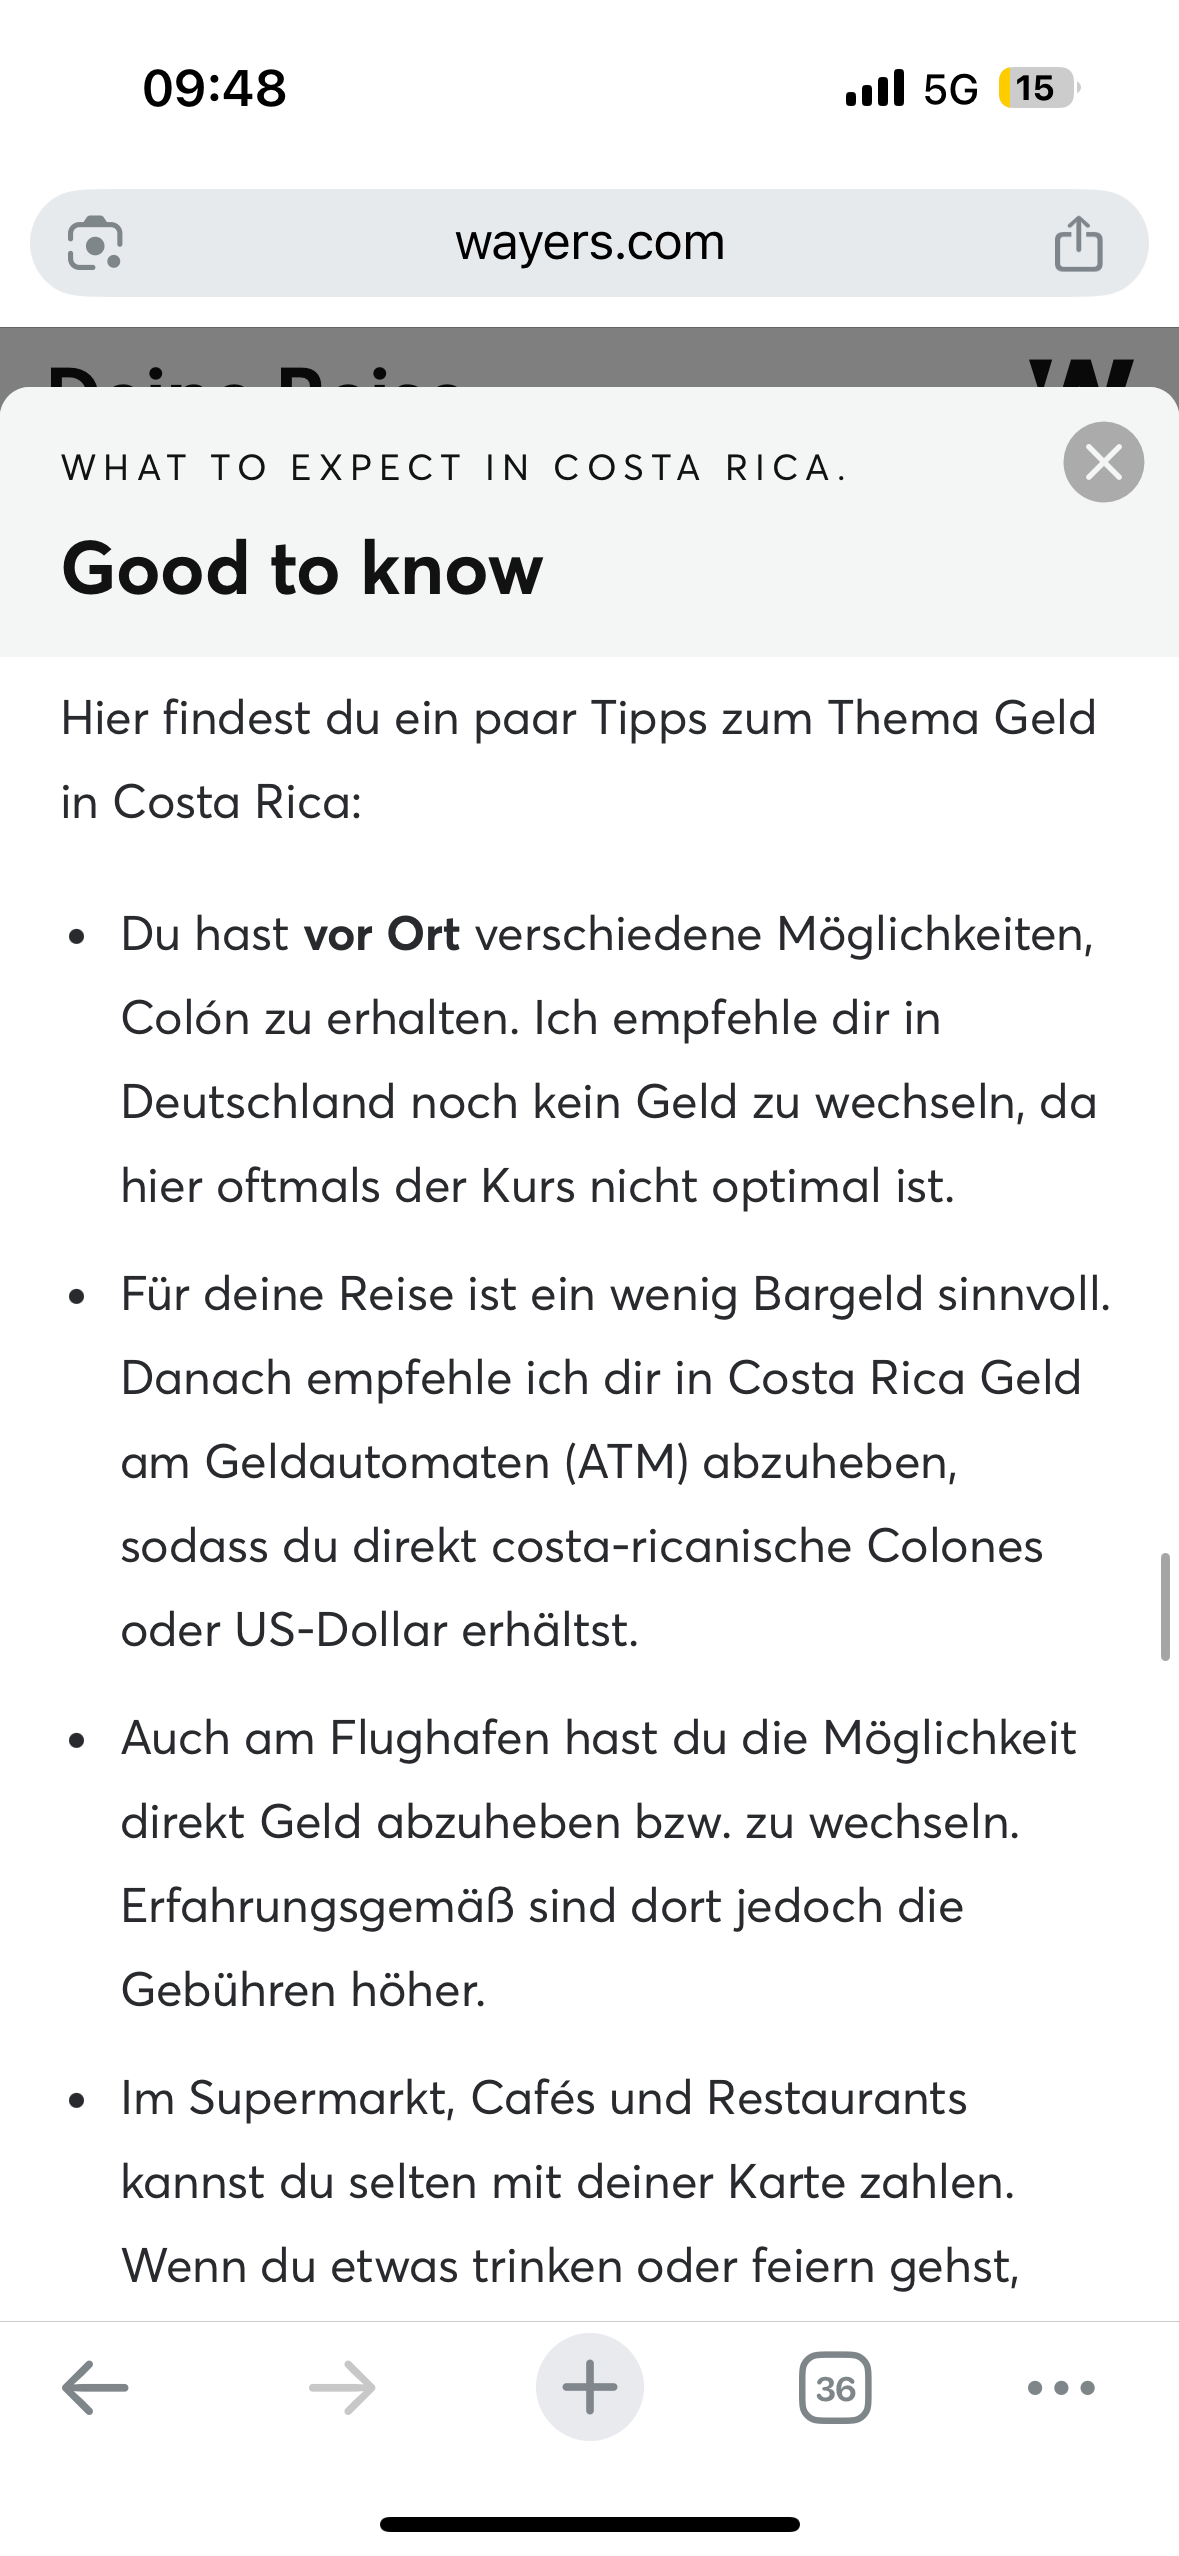 09:48
5G
15
wayers.com
Deine Reise
W
WHAT TO EXPECT IN COSTA RICA.
Good to know
Hier findest du ein paar Tipps zum Thema Geld
in Costa Rica:
• Du hast vor Ort verschiedene Möglichkeiten,
Colón zu erhalten. Ich empfehle dir in
Deutschland noch kein Geld zu wechseln, da
hier oftmals der Kurs nicht optimal ist.
• Für deine Reise ist ein wenig Bargeld sinnvoll.
Danach empfehle ich dir in Costa Rica Geld
am Geldautomaten (ATM) abzuheben,
sodass du direkt costa-ricanische Colones
oder US-Dollar erhältst.
• Auch am Flughafen hast du die Möglichkeit
direkt Geld abzuheben bzw. zu wechseln.
Erfahrungsgemäß sind dort jedoch die
Gebühren höher.
• Im Supermarkt, Cafés und Restaurants
kannst du selten mit deiner Karte zahlen.
Wenn du etwas trinken oder feiern gehst,
36